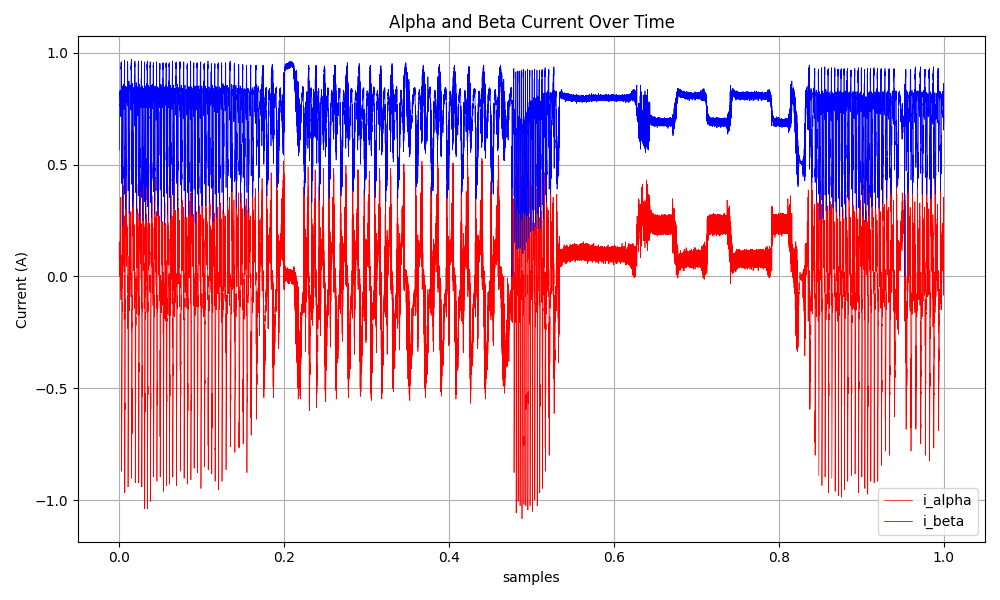 Alpha and Beta Current Over Time
Current (A)
1.0
0.5
0.0
−0.5
−1.0
0.0 0.2 0.4 0.6 0.8 1.0
samples
i_alpha
i_beta